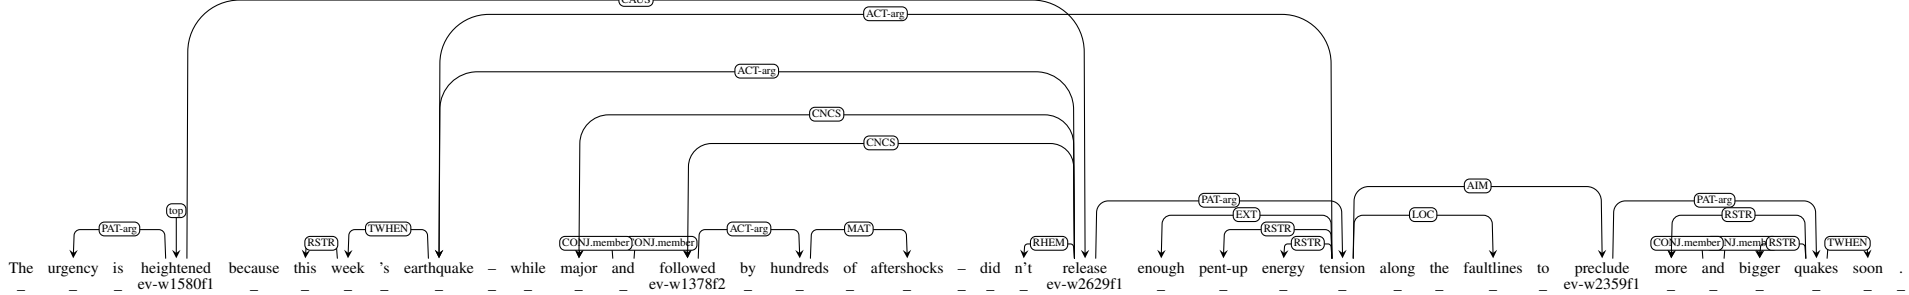 CAUS
ACT-arg
ACT-arg
CNCS
CNCS
AIM
PAT-arg PAT-arg
top EXT LOC RSTR
PAT-arg TWHEN ACT-arg MAT RSTR
RSTR CONJ.member ONJ.member RHEM RSTR CONJ.member RSTR TWHEN
The urgency is heightened because this week 's earthquake – while major and followed by hundreds of aftershocks – did n't release enough pent-up energy tension along the faultlines to preclude more and bigger quakes soon .
_ _ _ ev-w1580f1 _ _ _ _ _ _ _ _ _ ev-w1378f2 _ _ _ _ _ _ _ ev-w2629f1 _ _ _ _ _ _ _ _ ev-w2359f1 _ _ _ _ _ _